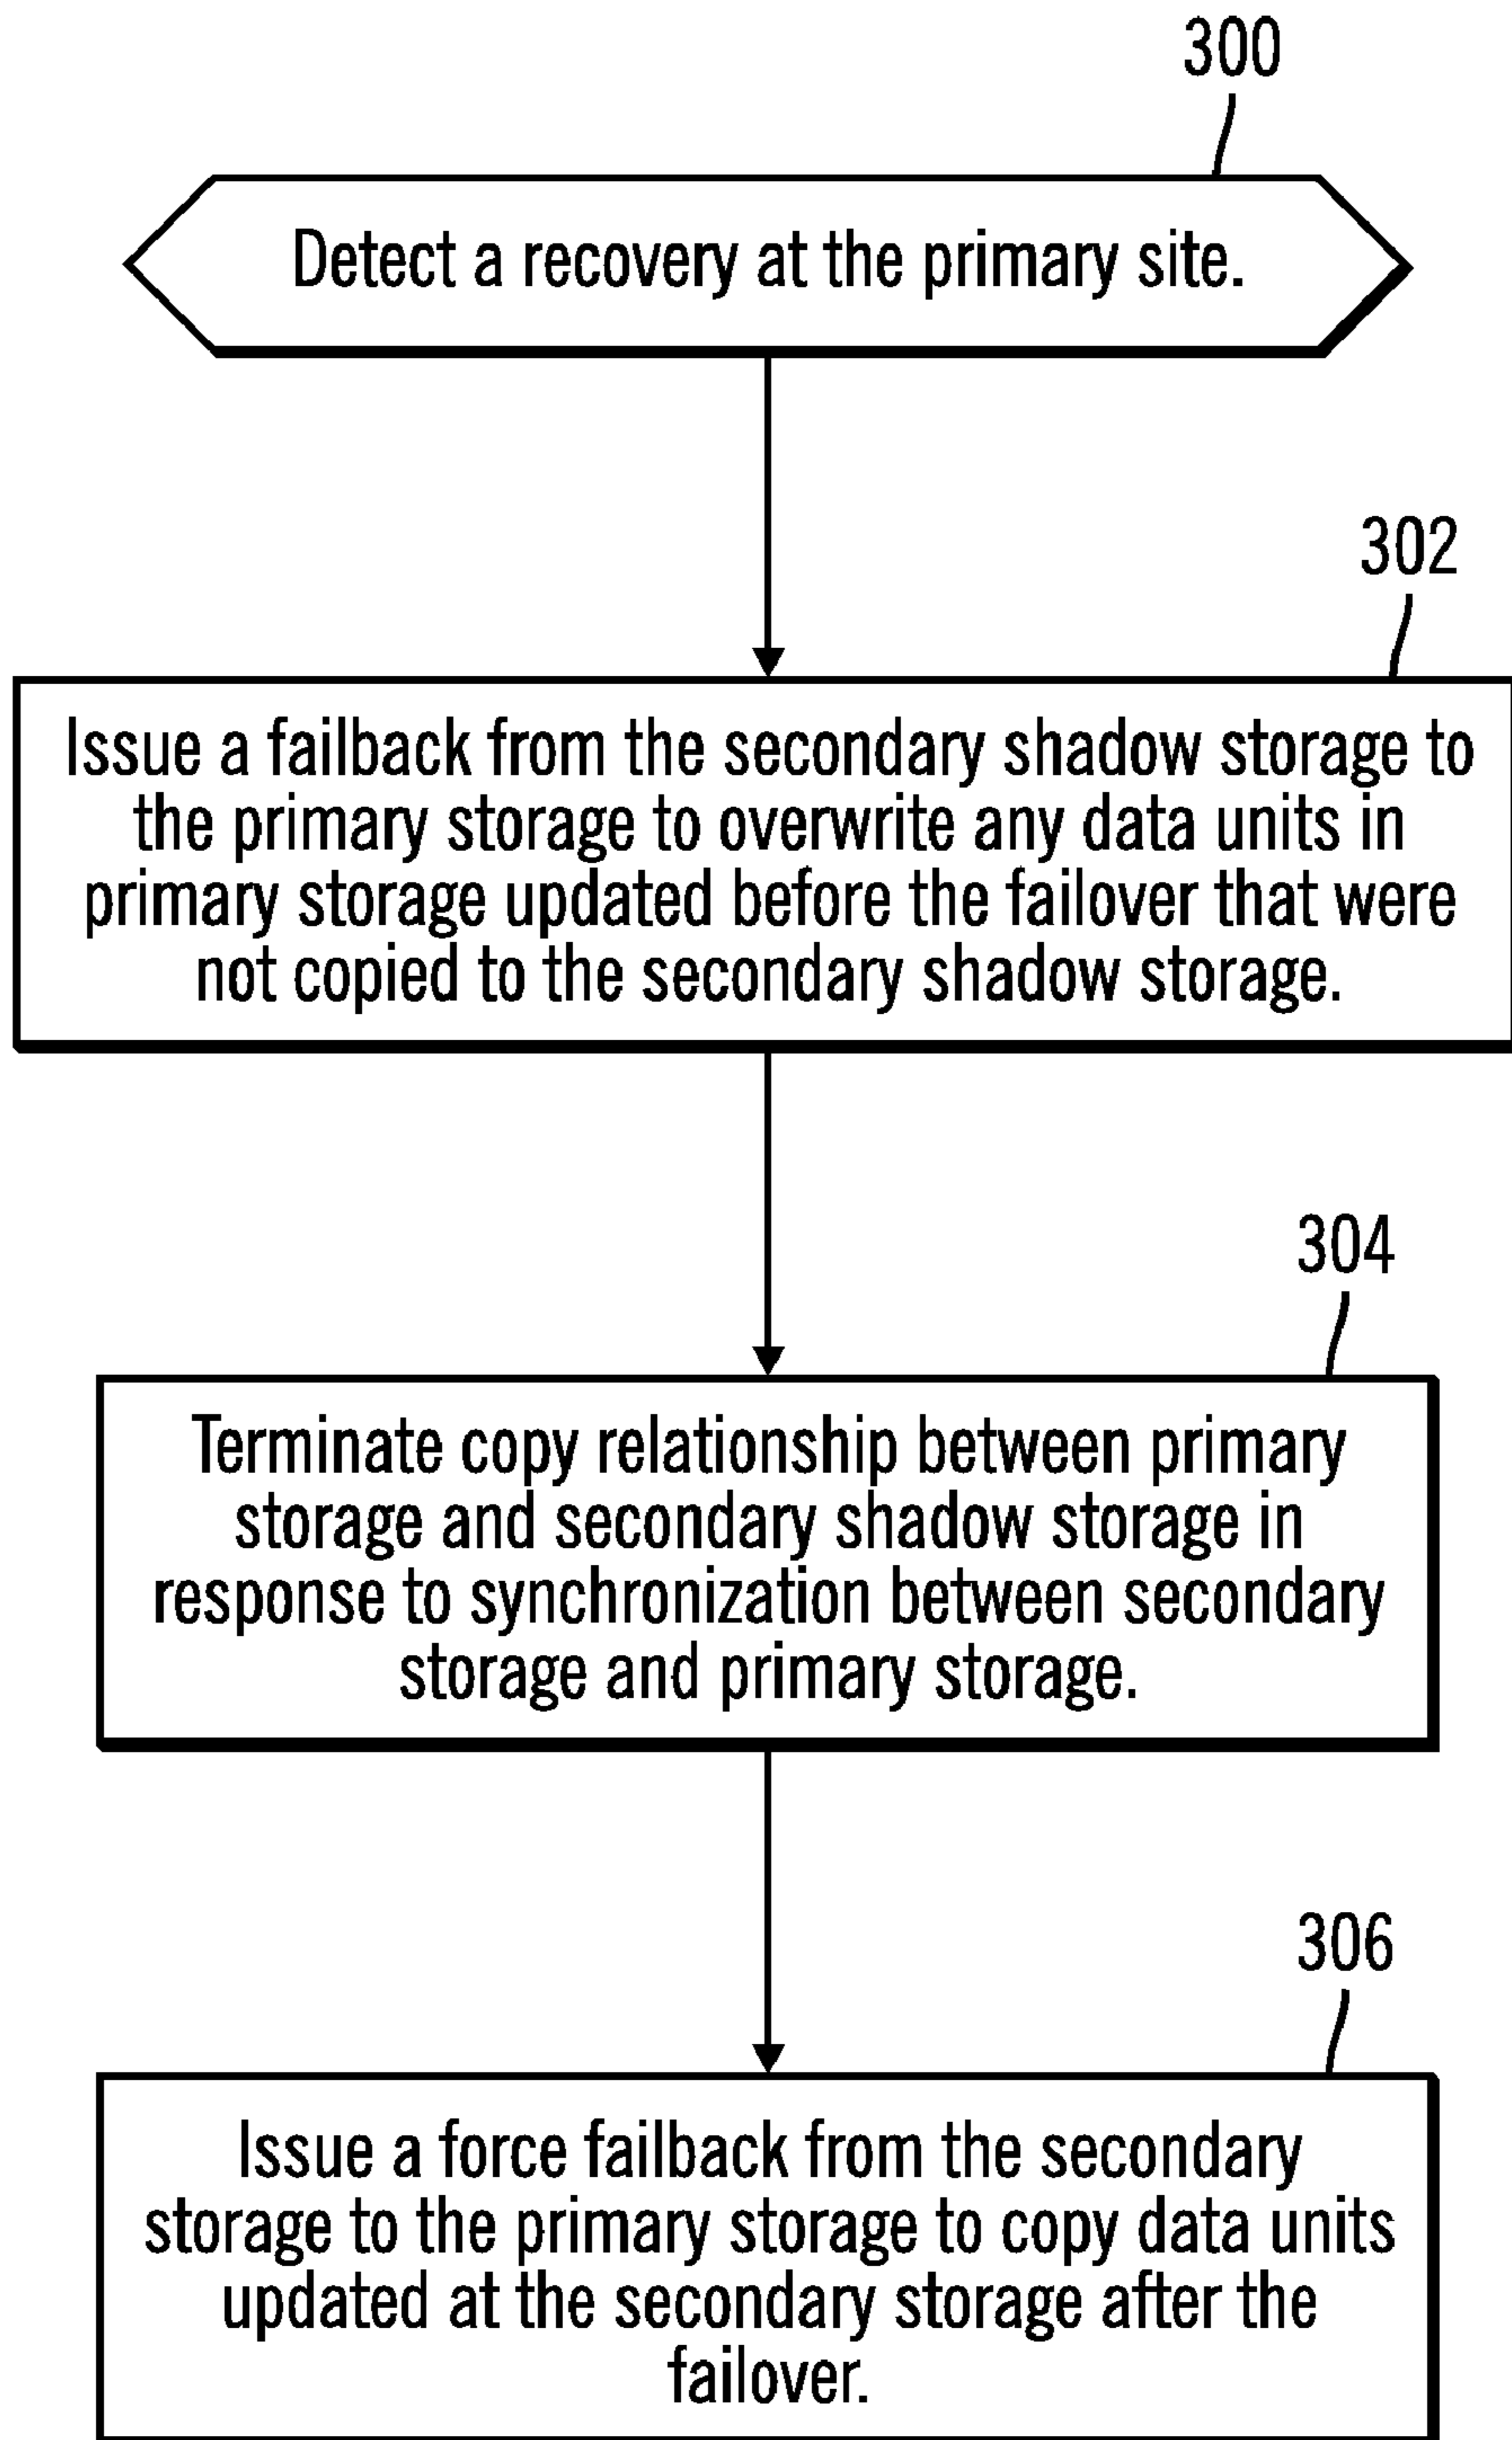 300
Detect a recovery at the primary site.
302
Issue a failback from the secondary shadow storage to
the primary storage to overwrite any data units in
primary storage updated before the failover that were
not copied to the secondary shadow storage.
304
Terminate copy relationship between primary
storage and secondary shadow storage in
response to synchronization between secondary
storage and primary storage.
306
Issue a force failback from the secondary
storage to the primary storage to copy data units
updated at the secondary storage after the
failover.